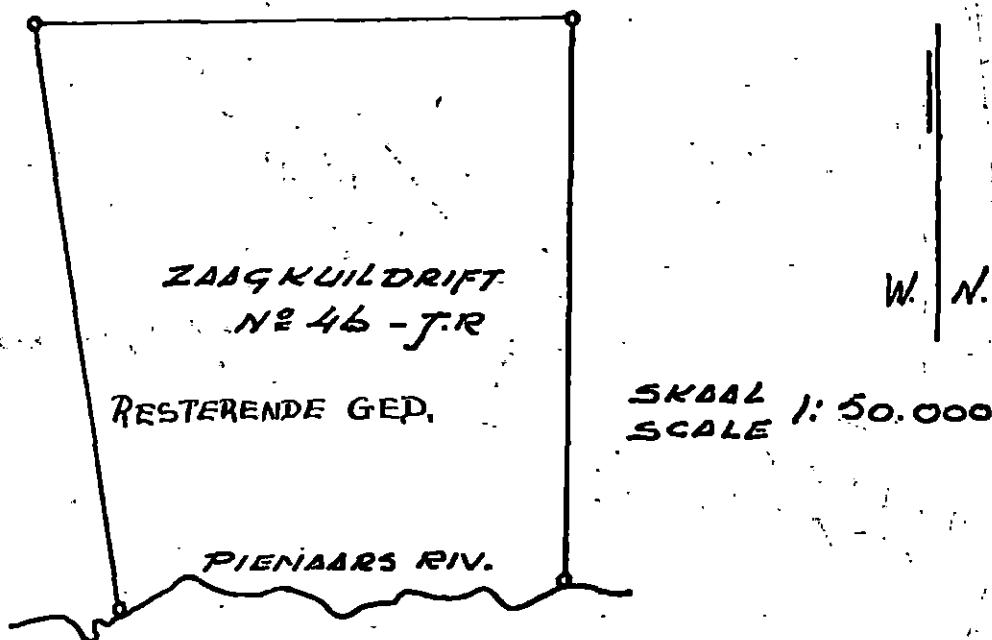 ZAAGKUILDRIFT
Nº 46 - J.R
RESTERENDE GED.
PIENAARS RIV.
W. N.
SKAAL
SCALE 1: 50.000